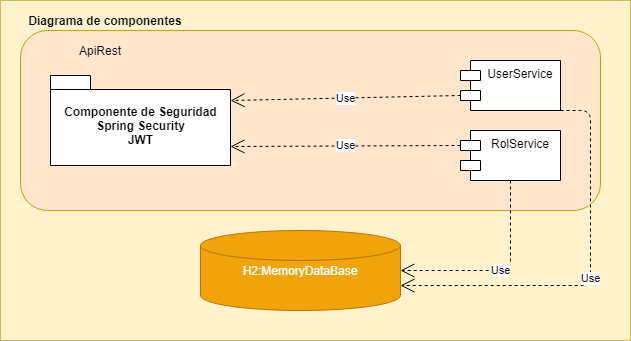 Diagrama de componentes
ApiRest
UserService
Componente de Seguridad
Spring Security
JWT
Use
RolService
Use
H2:MemoryDataBase
Use
Use